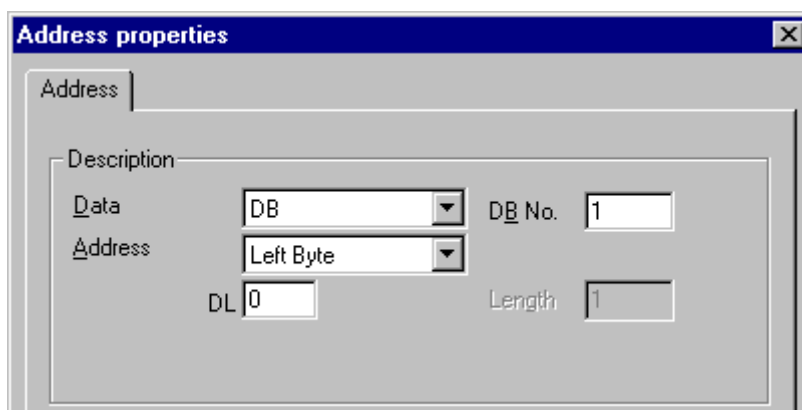 Address properties
Address
Description
Data DB DB No. 1
Address Left Byte
DL 0 Length 1